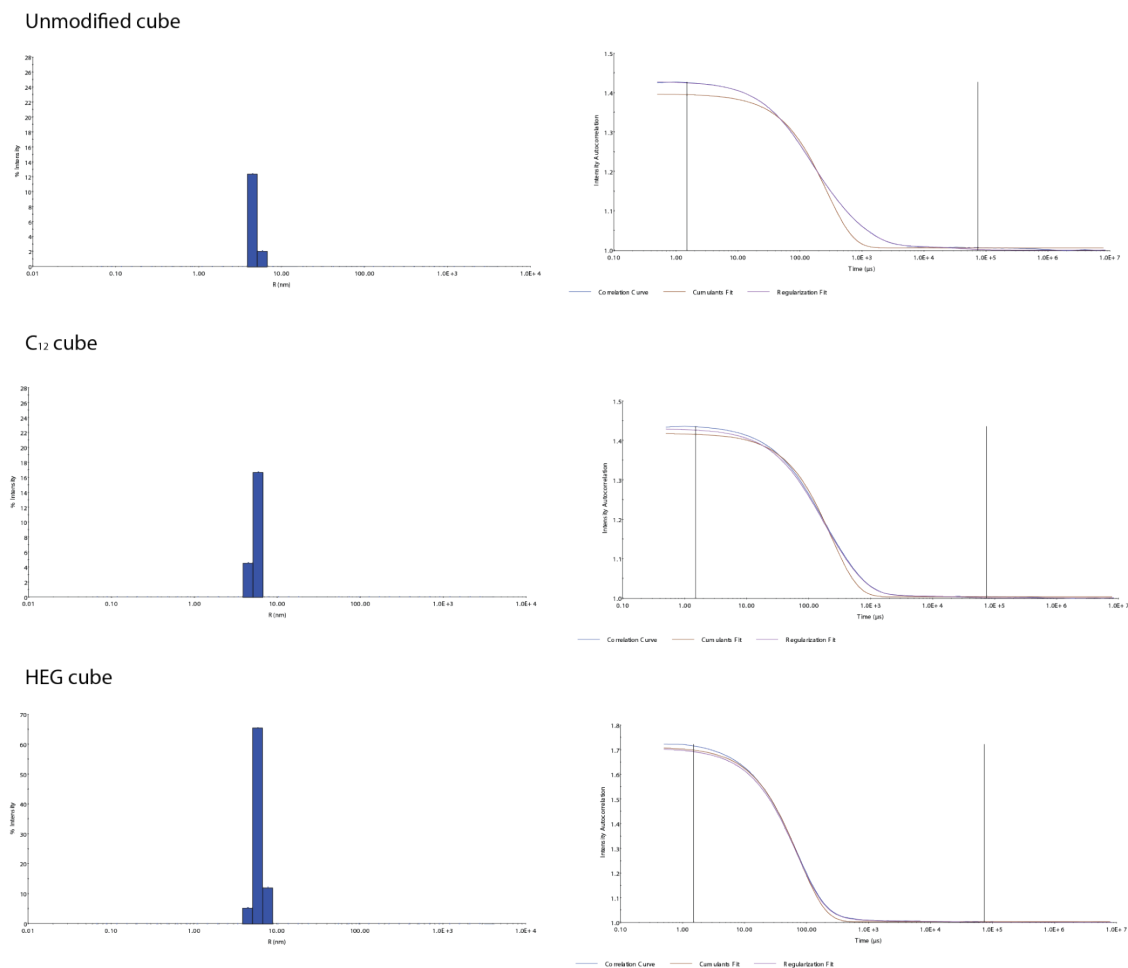 Unmodified cube
% Intensity
28
26
24
22
20
18
16
14
12
10
8
6
4
2
0
0.01 0.10 1.00 10.00 100.00 1.0E+3 1.0E+4
R (nm)
Intensity Autocorrelation
1.5
1.4
1.3
1.2
1.1
1.0
0.10 1.00 10.00 100.00 1.0E+3 1.0E+4 1.0E+5 1.0E+6 1.0E+7
Time (µs)
Correlation Curve Cumulants Fit Regularization Fit
C₁₂ cube
% Intensity
28
26
24
22
20
18
16
14
12
10
8
6
4
2
0
0.01 0.10 1.00 10.00 100.00 1.0E+3 1.0E+4
R (nm)
Intensity Autocorrelation
1.5
1.4
1.3
1.2
1.1
1.0
0.10 1.00 10.00 100.00 1.0E+3 1.0E+4 1.0E+5 1.0E+6 1.0E+7
Time (µs)
Correlation Curve Cumulants Fit Regularization Fit
HEG cube
% Intensity
70
60
50
40
30
20
10
0
0.01 0.10 1.00 10.00 100.00 1.0E+3 1.0E+4
R (nm)
Intensity Autocorrelation
1.8
1.7
1.6
1.5
1.4
1.3
1.2
1.1
1.0
0.10 1.00 10.00 100.00 1.0E+3 1.0E+4 1.0E+5 1.0E+6 1.0E+7
Time (µs)
Correlation Curve Cumulants Fit Regularization Fit